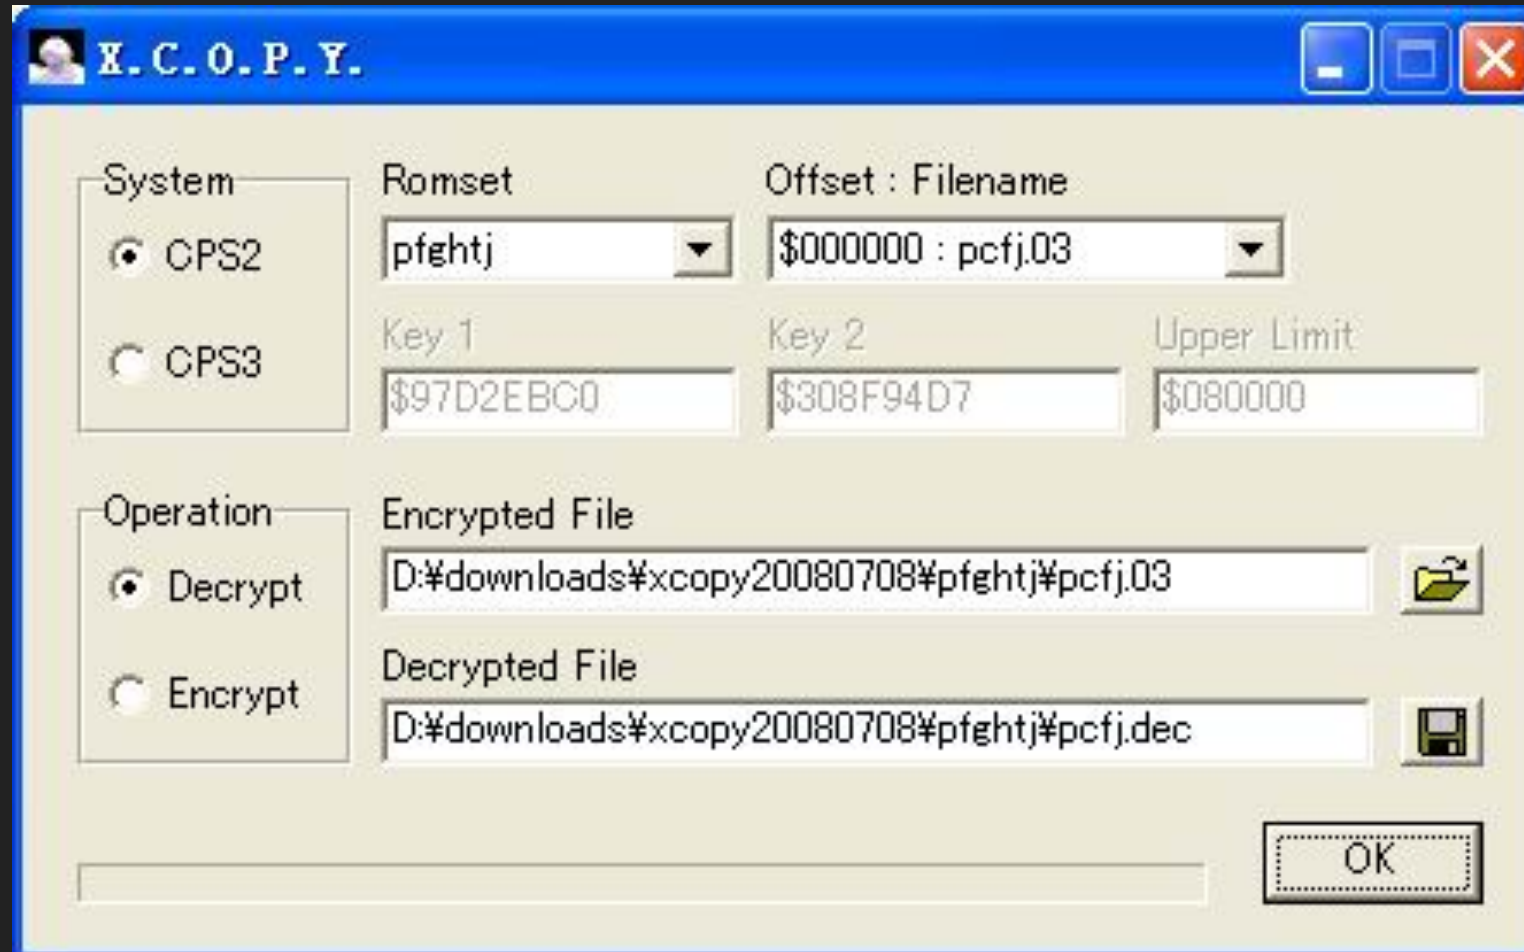 X.C.O.P.Y.
System
CPS2
CPS3
Romset
pfghtj
Offset : Filename
$000000 : pcfj.03
Key 1
$97D2EBC0
Key 2
$308F94D7
Upper Limit
$080000
Operation
Decrypt
Encrypt
Encrypted File
D:¥downloads¥xcopy20080708¥pfghtj¥pcfj.03
Decrypted File
D:¥downloads¥xcopy20080708¥pfghtj¥pcfj.dec
OK